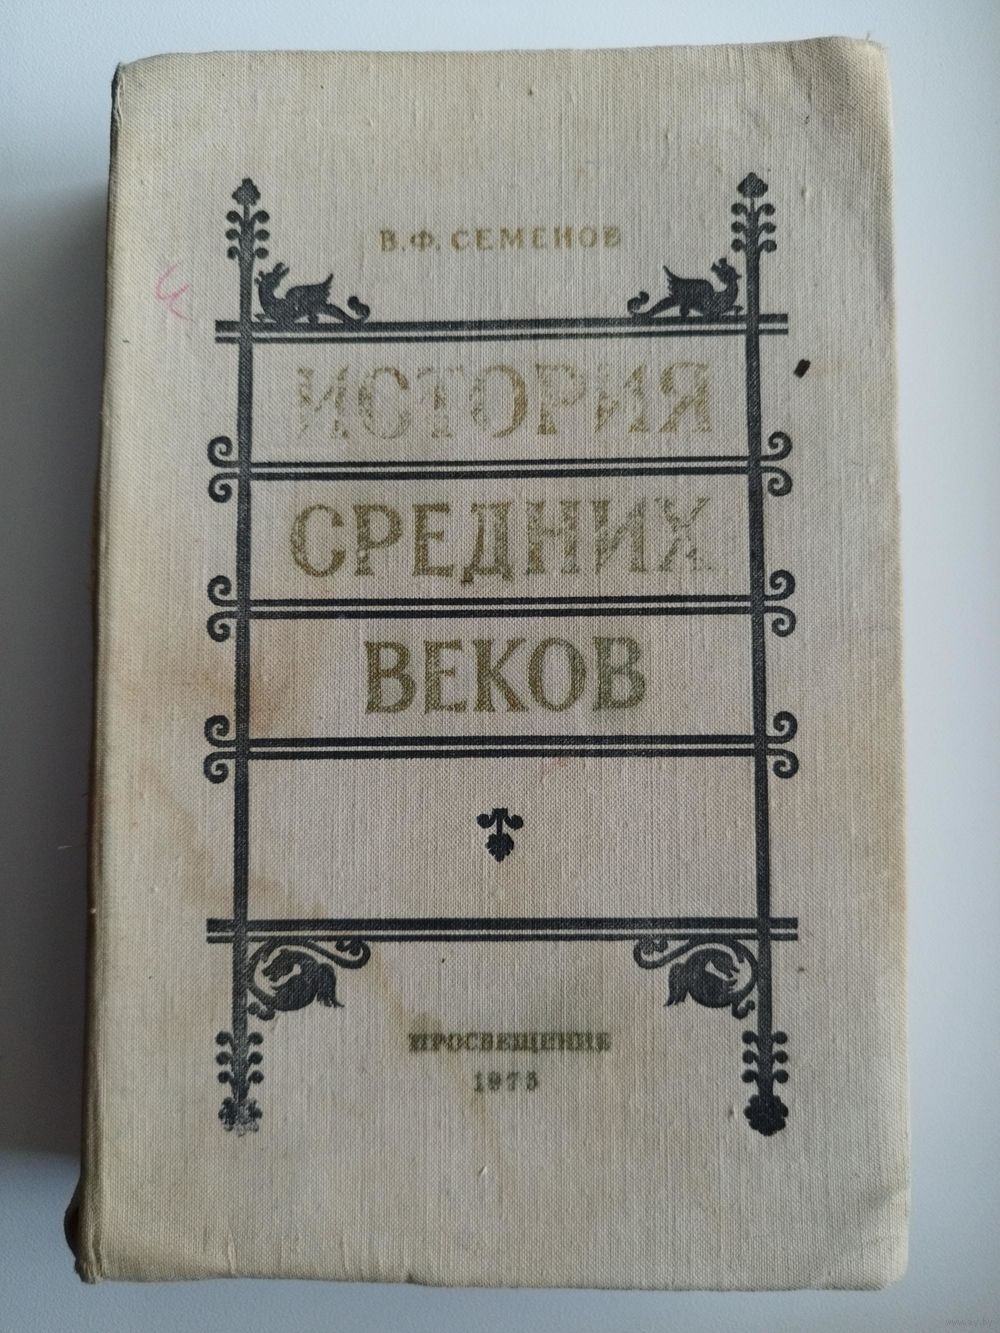 В.Ф. СЕМЕНОВ
ИСТОРИЯ
СРЕДНИХ
ВЕКОВ
ПРОСВЕЩЕНИЕ
1975